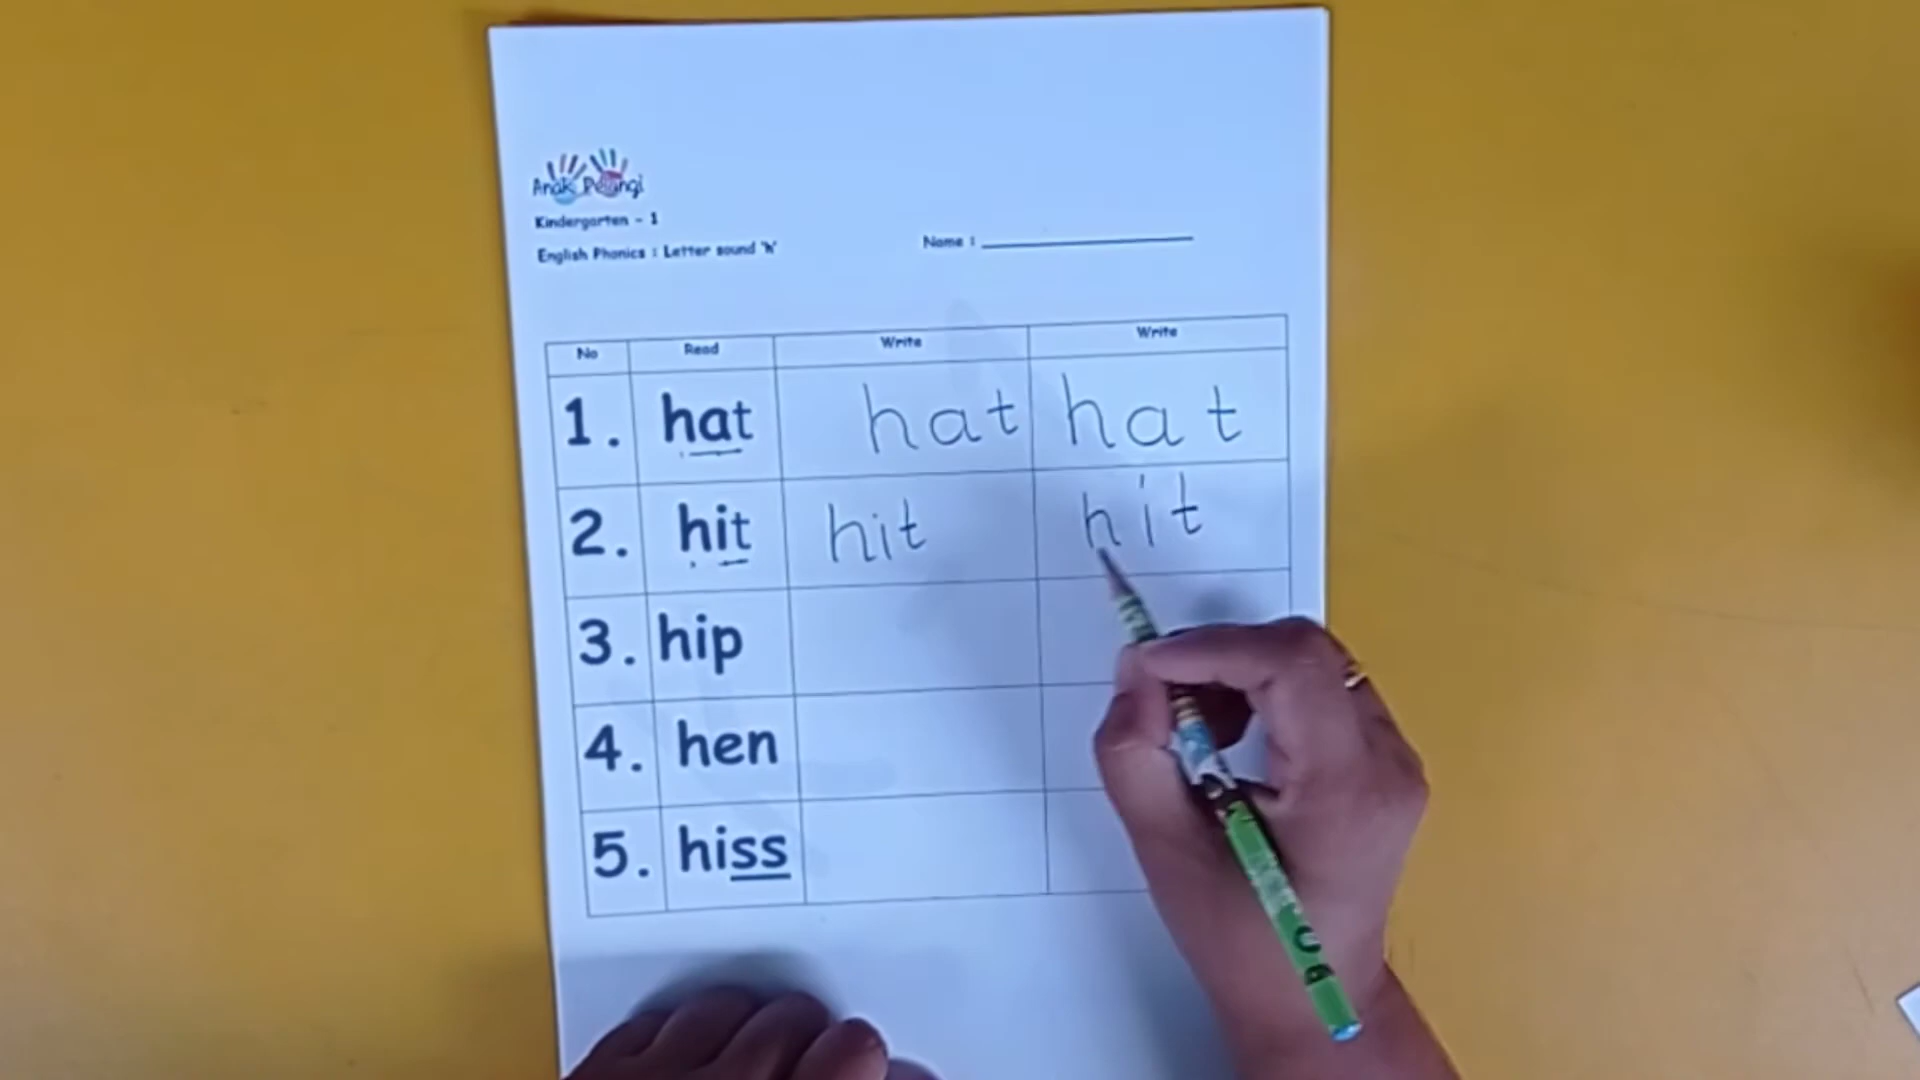 Anak Pelangi
Kindergarten - 1
English Phonics : Letter sound 'h'
Name :
No Read Write Write
1. hat hat hat
2. hit hit hit
3. hip
4. hen
5. hiss